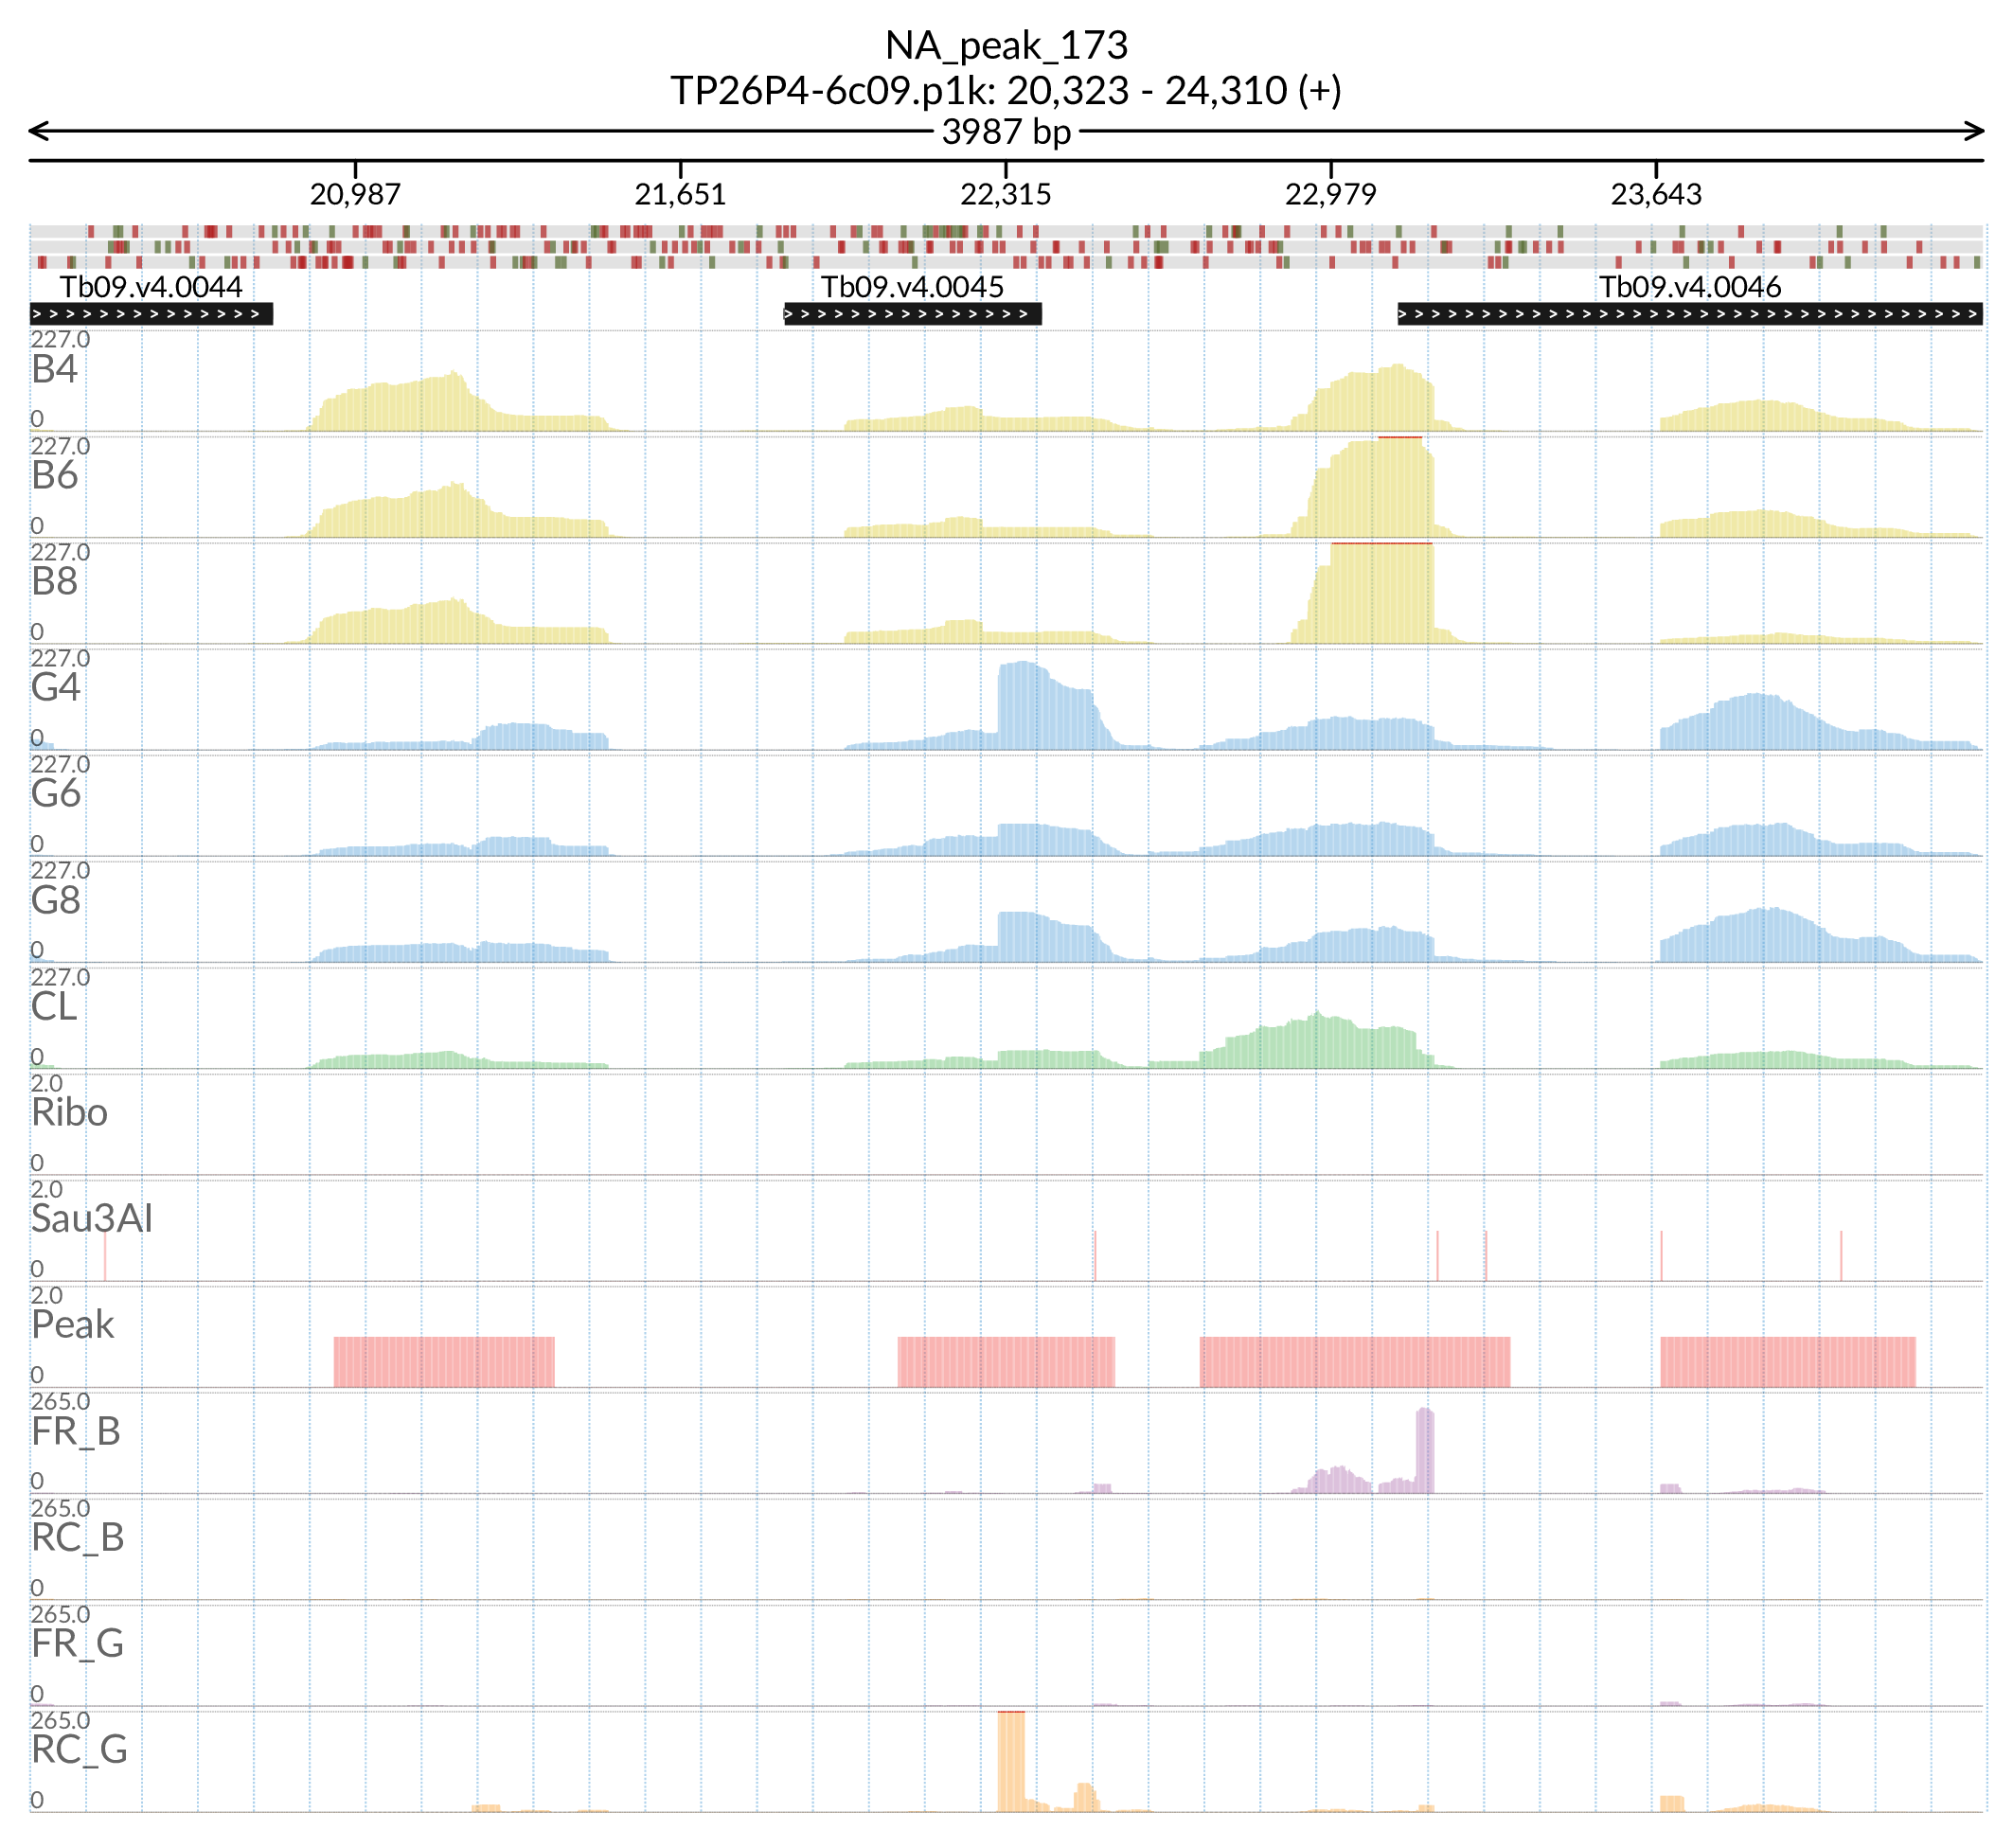 NA_peak_173
TP26P4-6c09.p1k: 20,323 - 24,310 (+)
3987 bp
20,987 21,651 22,315 22,979 23,643
Tb09.v4.0044 Tb09.v4.0045 Tb09.v4.0046
227.0
B4
0
227.0
B6
0
227.0
B8
0
227.0
G4
0
227.0
G6
0
227.0
G8
0
227.0
CL
0
2.0
Ribo
0
2.0
Sau3AI
0
2.0
Peak
0
265.0
FR_B
0
265.0
RC_B
0
265.0
FR_G
0
265.0
RC_G
0